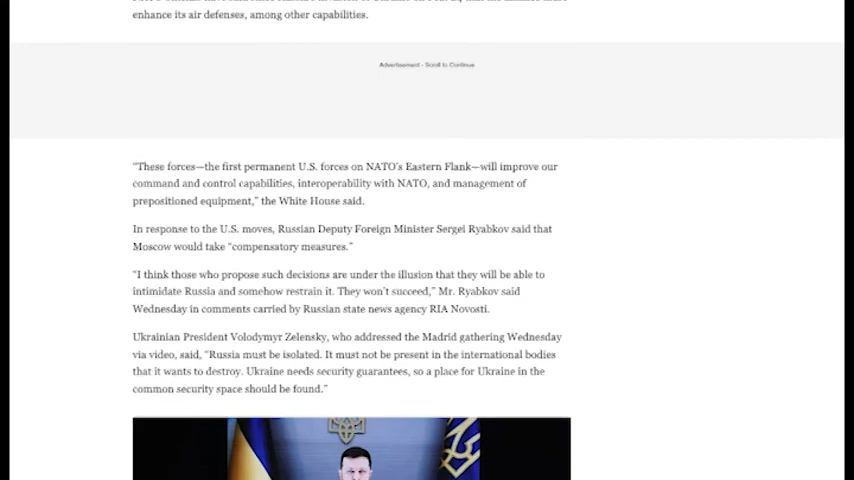 enhance its air defenses, among other capabilities.
Advertisement - Scroll to Continue
“These forces—the first permanent U.S. forces on NATO’s Eastern Flank—will improve our
command and control capabilities, interoperability with NATO, and management of
prepositioned equipment,” the White House said.
In response to the U.S. moves, Russian Deputy Foreign Minister Sergei Ryabkov said that
Moscow would take “compensatory measures.”
“I think those who propose such decisions are under the illusion that they will be able to
intimidate Russia and somehow restrain it. They won’t succeed,” Mr. Ryabkov said
Wednesday in comments carried by Russian state news agency RIA Novosti.
Ukrainian President Volodymyr Zelensky, who addressed the Madrid gathering Wednesday
via video, said, “Russia must be isolated. It must not be present in the international bodies
that it wants to destroy. Ukraine needs security guarantees, so a place for Ukraine in the
common security space should be found.”